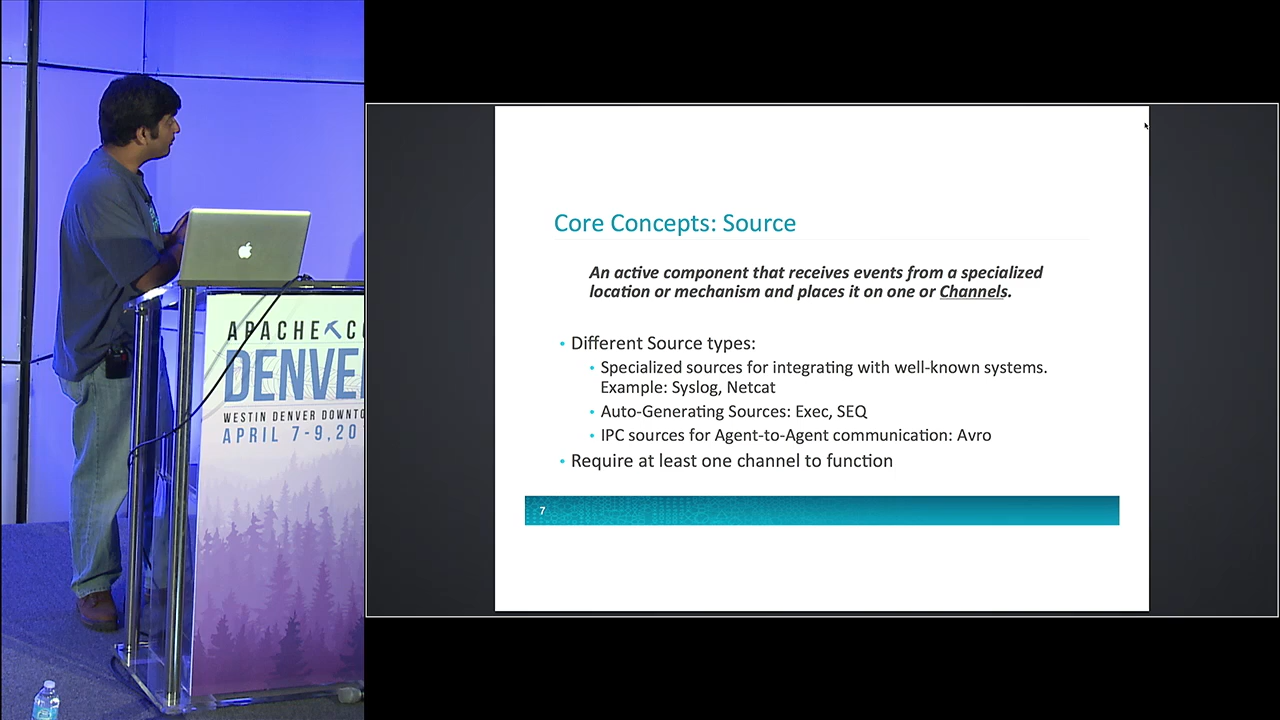 APACHE C
DENVE
WESTIN DENVER DOWNTO
APRIL 7-9, 20
Core Concepts: Source
An active component that receives events from a specialized
location or mechanism and places it on one or Channels.
• Different Source types:
• Specialized sources for integrating with well-known systems.
Example: Syslog, Netcat
• Auto-Generating Sources: Exec, SEQ
• IPC sources for Agent-to-Agent communication: Avro
• Require at least one channel to function
7